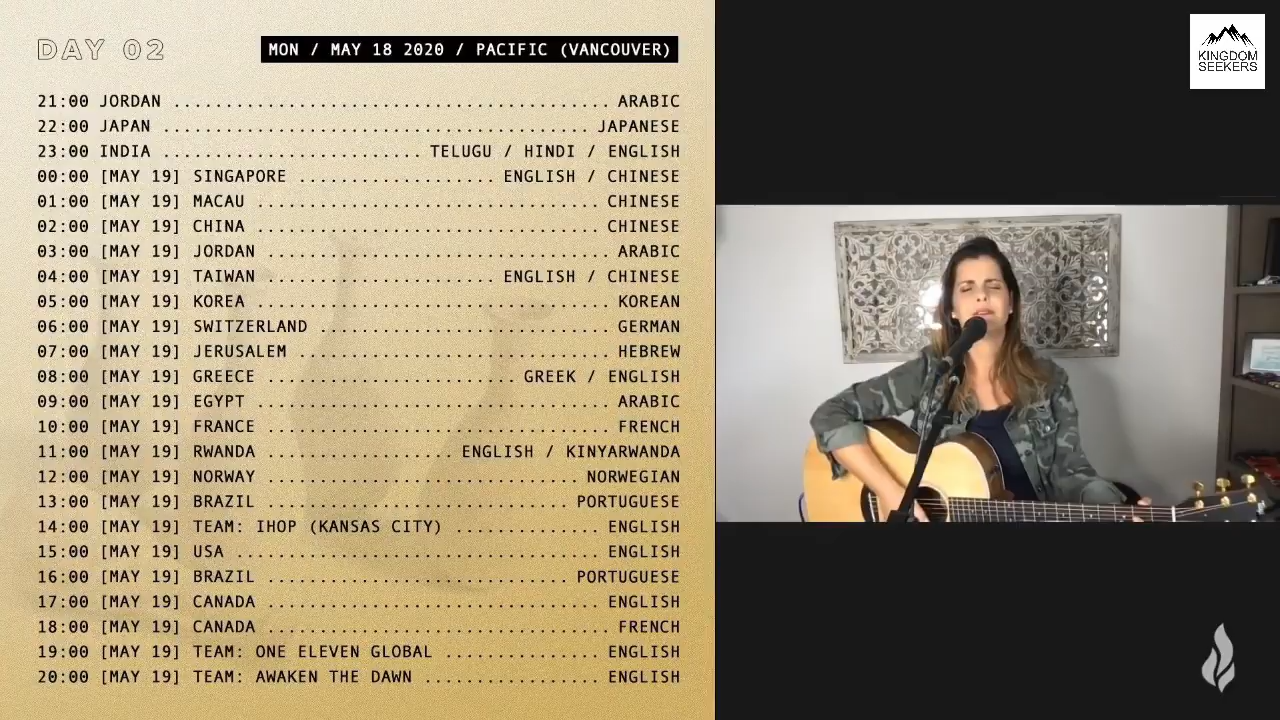 DAY 02
MON / MAY 18 2020 / PACIFIC (VANCOUVER)
21:00 JORDAN .......................................... ARABIC
22:00 JAPAN ......................................... JAPANESE
23:00 INDIA ......................... TELUGU / HINDI / ENGLISH
00:00 [MAY 19] SINGAPORE ................... ENGLISH / CHINESE
01:00 [MAY 19] MACAU ................................. CHINESE
02:00 [MAY 19] CHINA ................................. CHINESE
03:00 [MAY 19] JORDAN ................................. ARABIC
04:00 [MAY 19] TAIWAN ...................... ENGLISH / CHINESE
05:00 [MAY 19] KOREA .................................. KOREAN
06:00 [MAY 19] SWITZERLAND ............................ GERMAN
07:00 [MAY 19] JERUSALEM .............................. HEBREW
08:00 [MAY 19] GREECE ........................ GREEK / ENGLISH
09:00 [MAY 19] EGYPT .................................. ARABIC
10:00 [MAY 19] FRANCE ................................. FRENCH
11:00 [MAY 19] RWANDA .................. ENGLISH / KINYARWANDA
12:00 [MAY 19] NORWAY .............................. NORWEGIAN
13:00 [MAY 19] BRAZIL ............................. PORTUGUESE
14:00 [MAY 19] TEAM: IHOP (KANSAS CITY) .............. ENGLISH
15:00 [MAY 19] USA ................................... ENGLISH
16:00 [MAY 19] BRAZIL ............................. PORTUGUESE
17:00 [MAY 19] CANADA ................................ ENGLISH
18:00 [MAY 19] CANADA ................................. FRENCH
19:00 [MAY 19] TEAM: ONE ELEVEN GLOBAL ............... ENGLISH
20:00 [MAY 19] TEAM: AWAKEN THE DAWN ................. ENGLISH
KINGDOM
SEEKERS